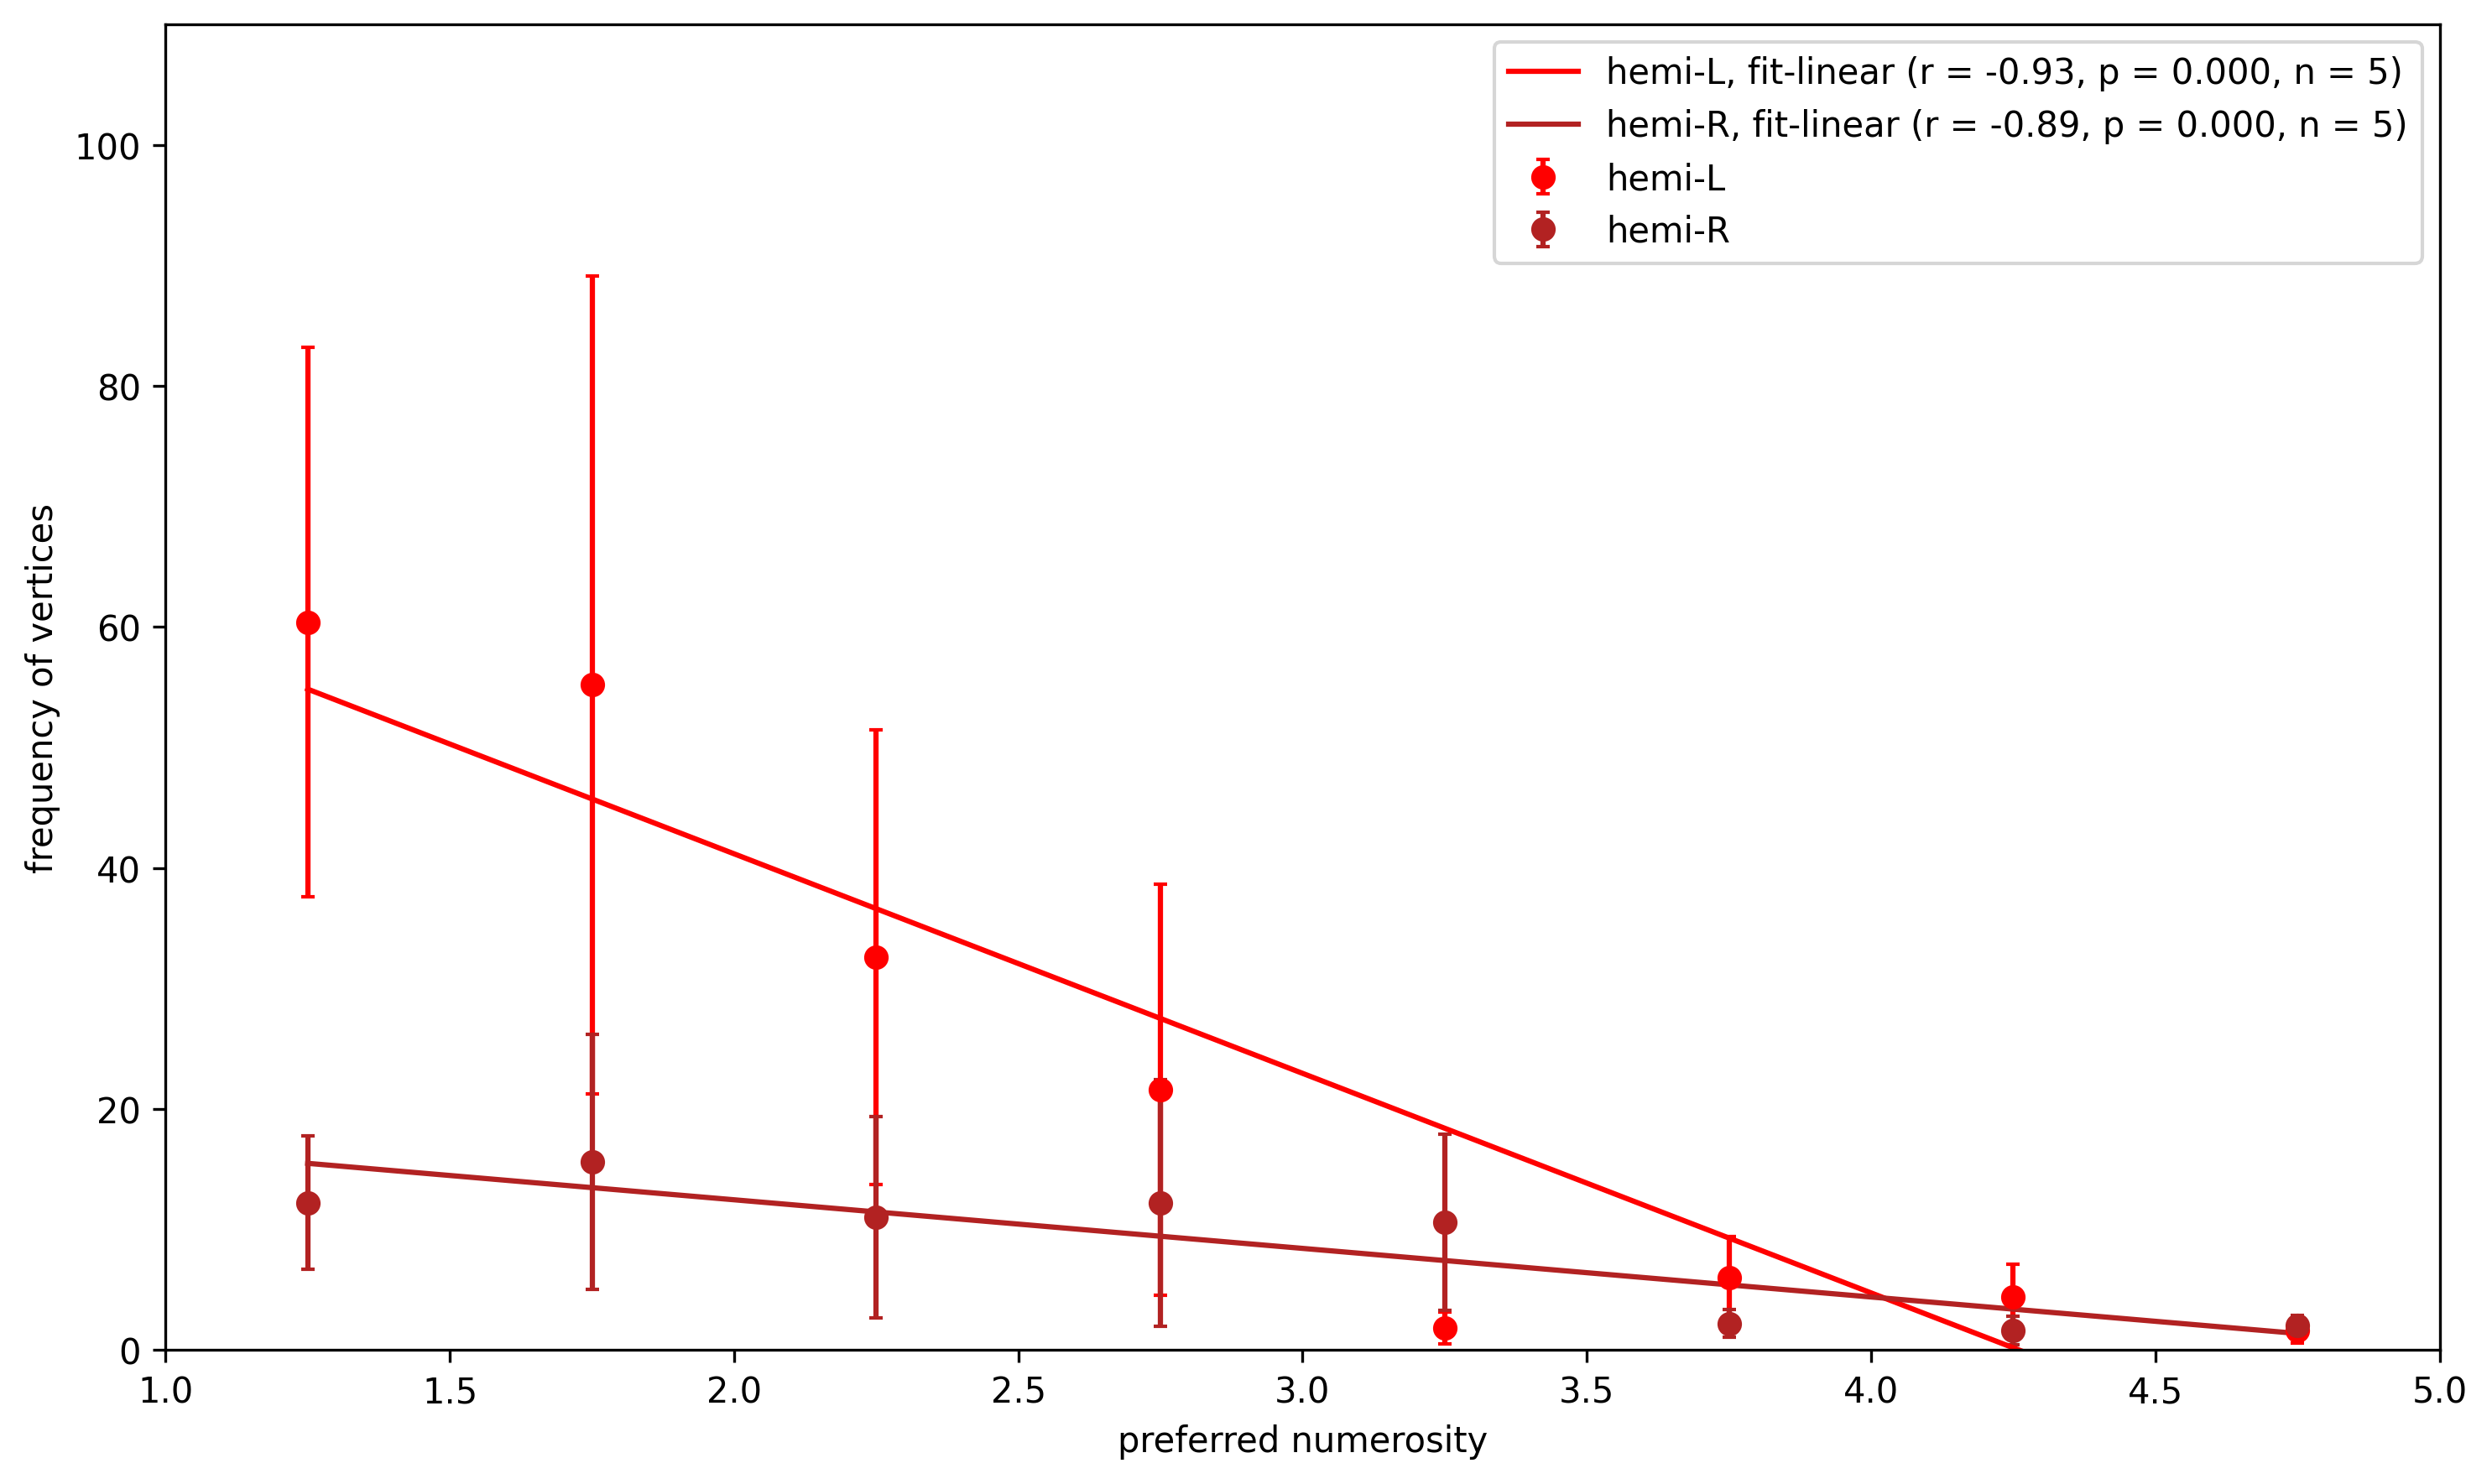 hemi-L, fit-linear (r = -0.93, p = 0.000, n = 5)
hemi-R, fit-linear (r = -0.89, p = 0.000, n = 5)
hemi-L
hemi-R
100
80
60
40
20
0
frequency of vertices
1.0 1.5 2.0 2.5 3.0 3.5 4.0 4.5 5.0
preferred numerosity